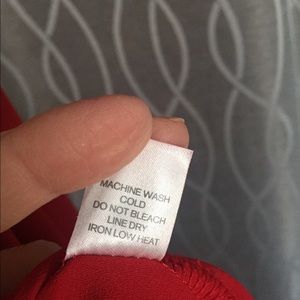 MACHINE WASH
COLD
DO NOT BLEACH
LINE DRY
IRON LOW HEAT